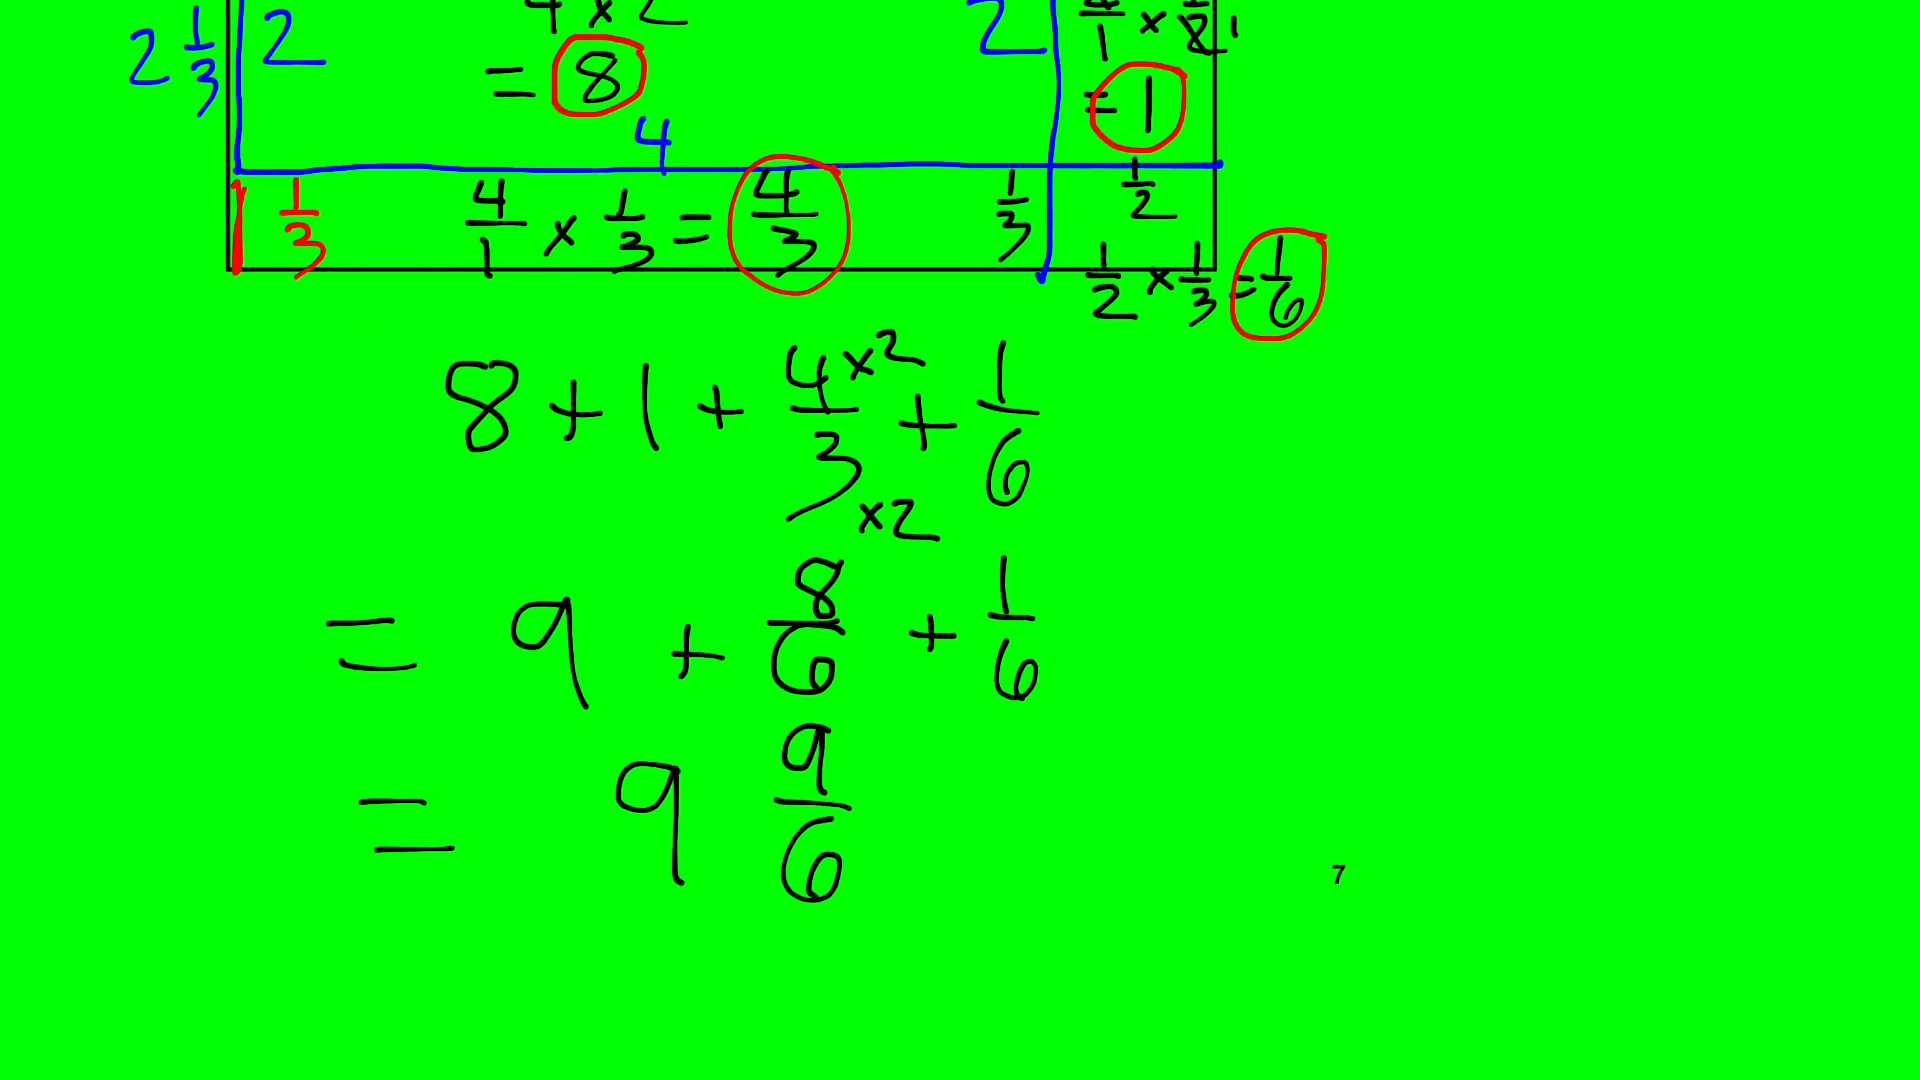 2 1/3
2
4 × 2
= 8
2
= 1
4
1/3
4/1 × 1/3 = 4/3
1/3
1/2
1/2 × 1/3 = 1/6
8 + 1 + 4×2/3×2 + 1/6
= 9 + 8/6 + 1/6
= 9 9/6
7